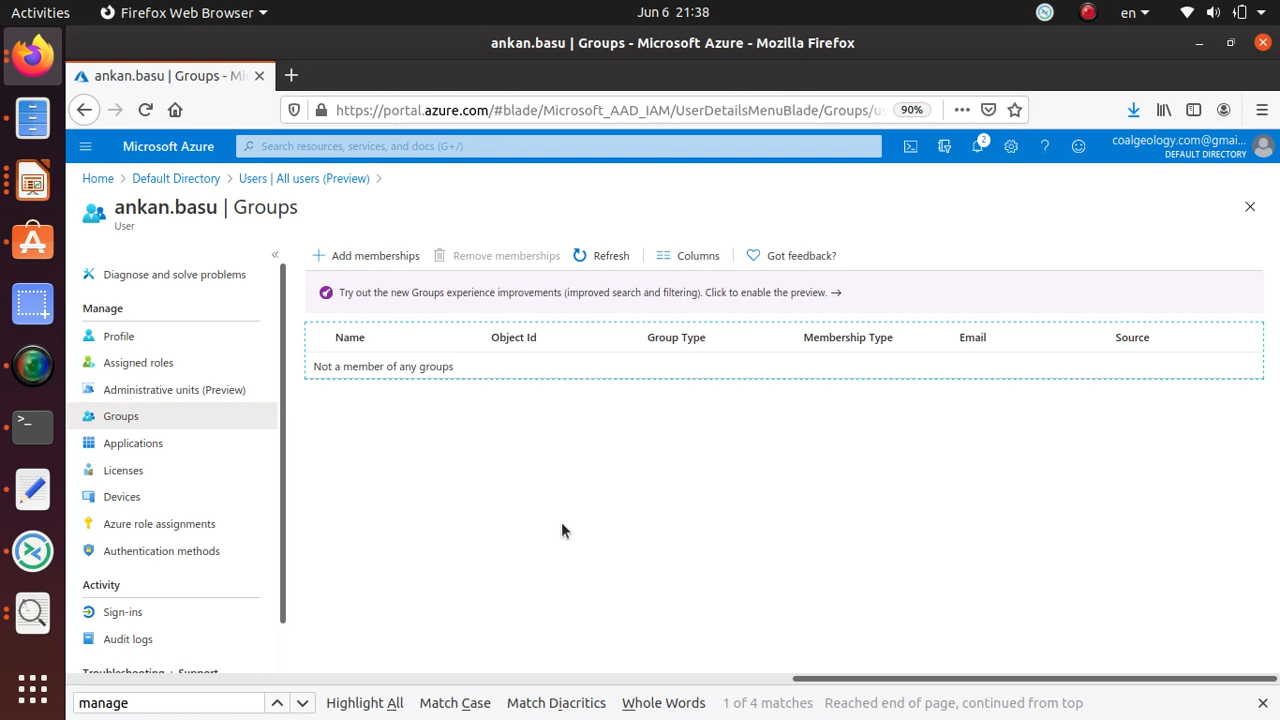 Activities
Firefox Web Browser
Jun 6 21:38
en
ankan.basu | Groups - Microsoft Azure - Mozilla Firefox
ankan.basu | Groups - Mi
https://portal.azure.com/#blade/Microsoft_AAD_IAM/UserDetailsMenuBlade/Groups/u
90%
Microsoft Azure
Search resources, services, and docs (G+/)
2
coalgeology.com@gmai...
DEFAULT DIRECTORY
Home > Default Directory > Users | All users (Preview) >
ankan.basu | Groups
User
Add memberships
Remove memberships
Refresh
Columns
Got feedback?
Diagnose and solve problems
Manage
Profile
Assigned roles
Administrative units (Preview)
Groups
Applications
Licenses
Devices
Azure role assignments
Authentication methods
Activity
Sign-ins
Audit logs
Troubleshooting + Support
Try out the new Groups experience improvements (improved search and filtering). Click to enable the preview. →
Name Object Id Group Type Membership Type Email Source
Not a member of any groups
manage
Highlight All
Match Case
Match Diacritics
Whole Words
1 of 4 matches
Reached end of page, continued from top